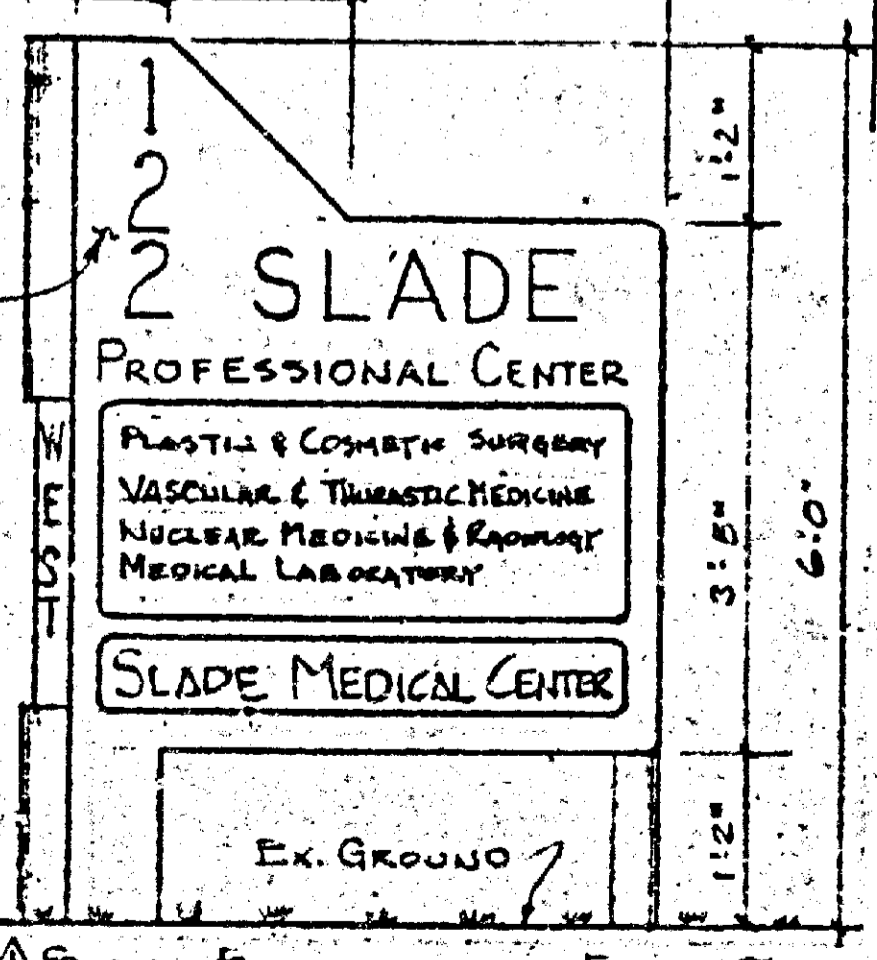 1
2
2 SLADE
PROFESSIONAL CENTER
PLASTIC & COSMETIC SURGERY
VASCULAR & THURASTIC MEDICINE
NUCLEAR MEDICINE & RADIOLOGY
MEDICAL LABORATORY
SLADE MEDICAL CENTER
WEST
EX. GROUND
1'-2"
3'-8"
6'-0"
1'-2"